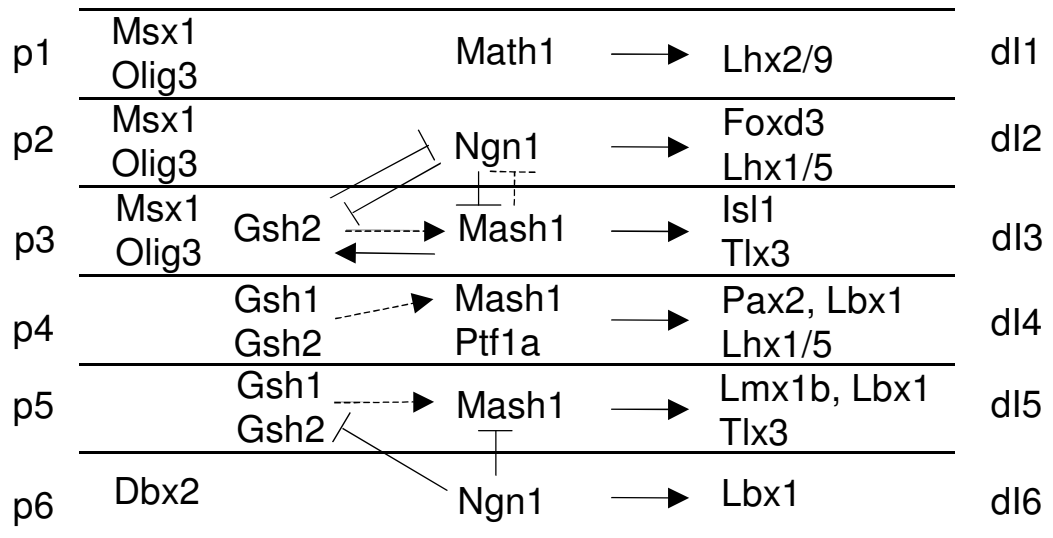 p1 Msx1 Math1 Lhx2/9 dI1
Olig3
p2 Msx1 Ngn1 Foxd3 dI2
Olig3 Lhx1/5
p3 Msx1 Gsh2 Mash1 Isl1 dI3
Olig3 Tlx3
p4 Gsh1 Mash1 Pax2, Lbx1 dI4
Gsh2 Ptf1a Lhx1/5
p5 Gsh1 Mash1 Lmx1b, Lbx1 dI5
Gsh2 Tlx3
p6 Dbx2 Ngn1 Lbx1 dI6